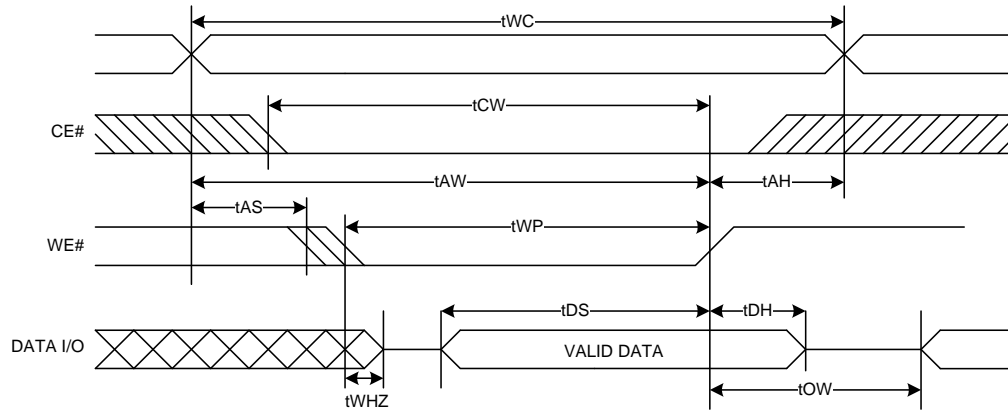 tWC
tCW
CE#
tAW
tAH
tAS
WE#
tWP
tDS
tDH
DATA I/O
VALID DATA
tWHZ
tOW